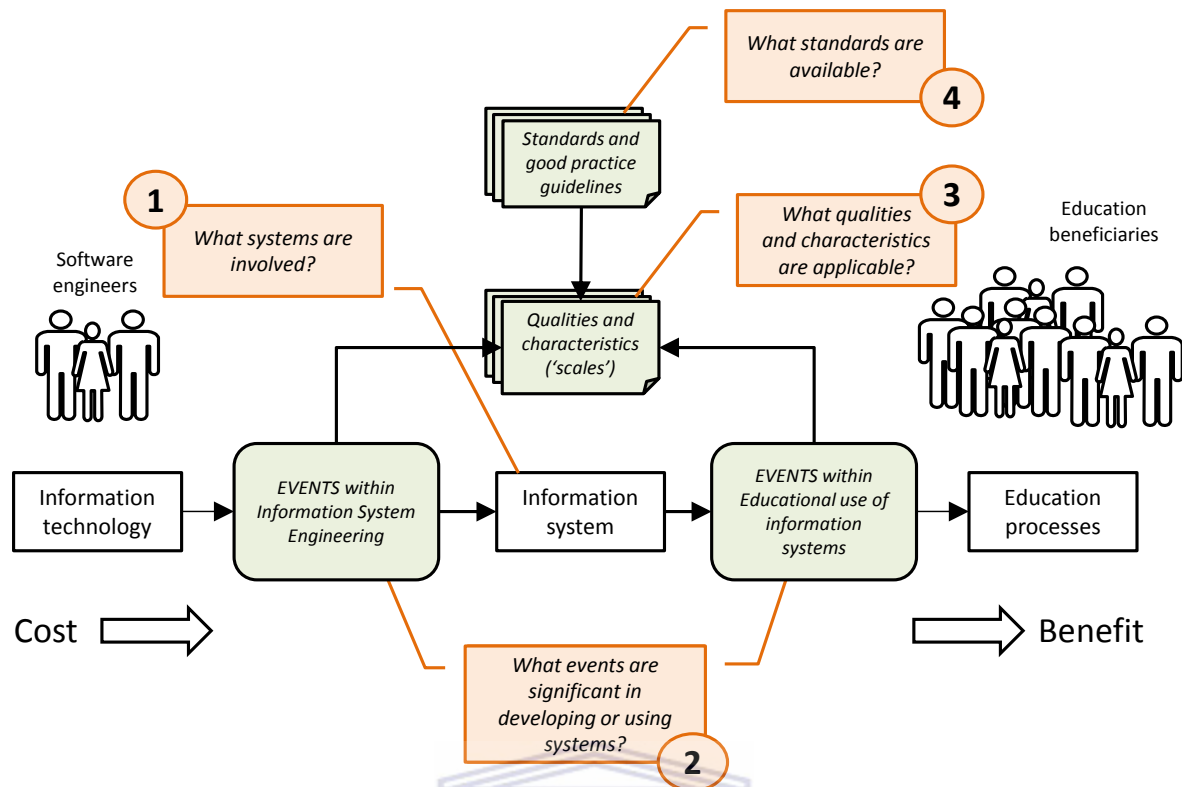 What standards are
available?
4
Standards and
good practice
guidelines
1
What systems are
involved?
3
What qualities
and characteristics
are applicable?
Software
engineers
Education
beneficiaries
Qualities and
characteristics
(‘scales’)
Information
technology
EVENTS within
Information System
Engineering
Information
system
EVENTS within
Educational use of
information
systems
Education
processes
Cost
Benefit
What events are
significant in
developing or using
systems?
2